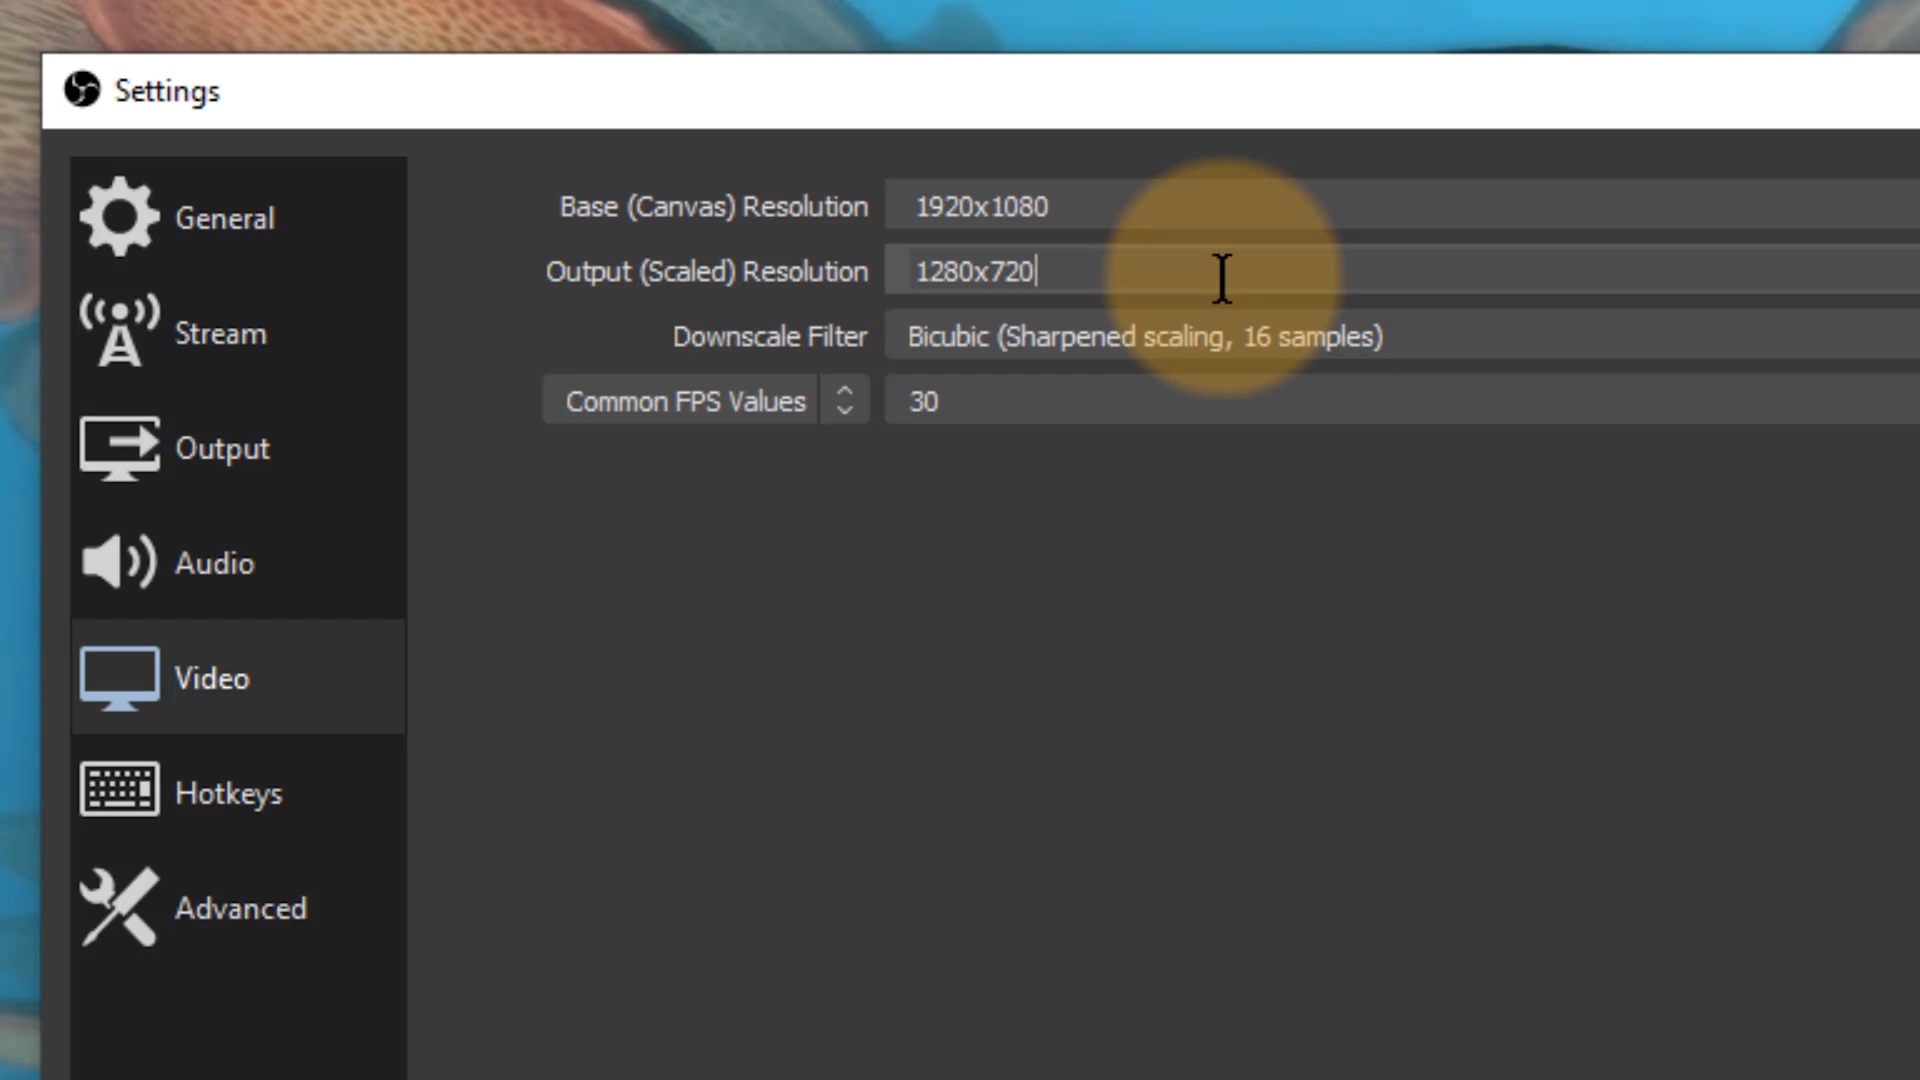 Settings
General
Stream
Output
Audio
Video
Hotkeys
Advanced
Base (Canvas) Resolution 1920x1080
Output (Scaled) Resolution 1280x720
Downscale Filter Bicubic (Sharpened scaling, 16 samples)
Common FPS Values 30